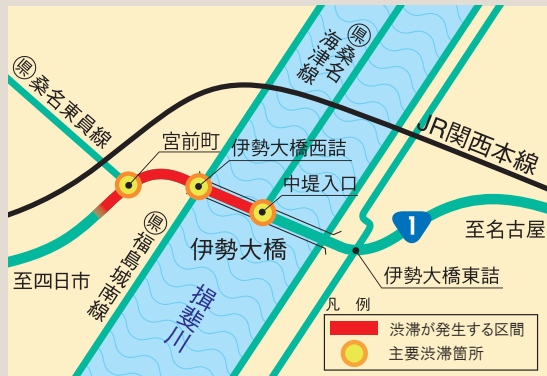 県 桑名海津線
県 桑名東員線
宮前町
伊勢大橋西詰
JR関西本線
中堤入口
1
県 福島城南線
伊勢大橋
至名古屋
至四日市
揖斐川
伊勢大橋東詰
凡 例
渋滞が発生する区間
主要渋滞箇所